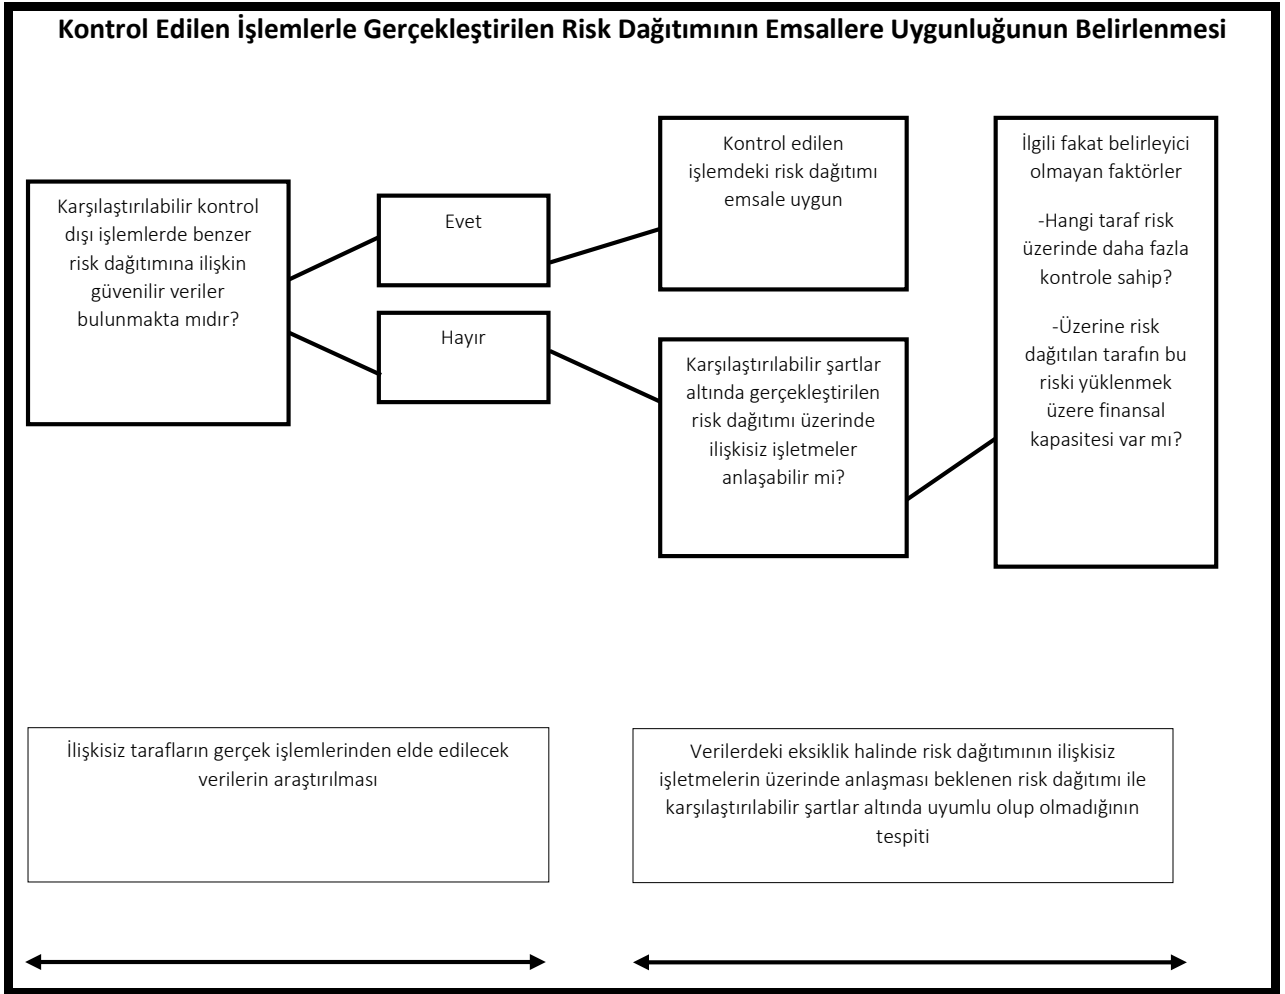 Kontrol Edilen İşlemlerle Gerçekleştirilen Risk Dağıtımının Emsallere Uygunluğunun Belirlenmesi
Karşılaştırılabilir kontrol
dışı işlemlerde benzer
risk dağıtımına ilişkin
güvenilir veriler
bulunmakta mıdır?
Evet
Hayır
Kontrol edilen
işlemdeki risk dağıtımı
emsale uygun
Karşılaştırılabilir şartlar
altında gerçekleştirilen
risk dağıtımı üzerinde
ilişkisiz işletmeler
anlaşabilir mi?
İlgili fakat belirleyici
olmayan faktörler
-Hangi taraf risk
üzerinde daha fazla
kontrole sahip?
-Üzerine risk
dağıtılan tarafın bu
riski yüklenmek
üzere finansal
kapasitesi var mı?
İlişkisiz tarafların gerçek işlemlerinden elde edilecek
verilerin araştırılması
Verilerdeki eksiklik halinde risk dağıtımının ilişkisiz
işletmelerin üzerinde anlaşması beklenen risk dağıtımı ile
karşılaştırılabilir şartlar altında uyumlu olup olmadığının
tespiti